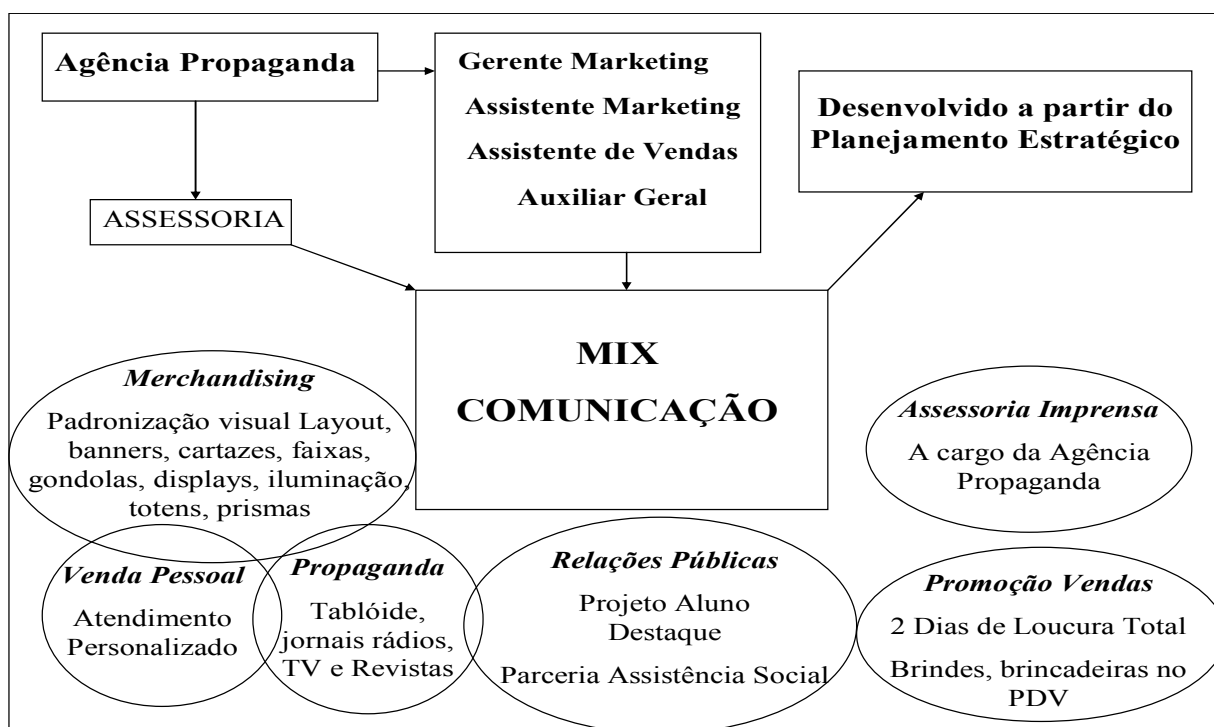 Agência Propaganda
Gerente Marketing
Assistente Marketing
Assistente de Vendas
Auxiliar Geral
Desenvolvido a partir do
Planejamento Estratégico
ASSESSORIA
MIX
COMUNICAÇÃO
Merchandising
Padronização visual Layout,
banners, cartazes, faixas,
gondolas, displays, iluminação,
totens, prismas
Assessoria Imprensa
A cargo da Agência
Propaganda
Venda Pessoal
Atendimento
Personalizado
Propaganda
Tablóide,
jornais rádios,
TV e Revistas
Relações Públicas
Projeto Aluno
Destaque
Parceria Assistência Social
Promoção Vendas
2 Dias de Loucura Total
Brindes, brincadeiras no
PDV